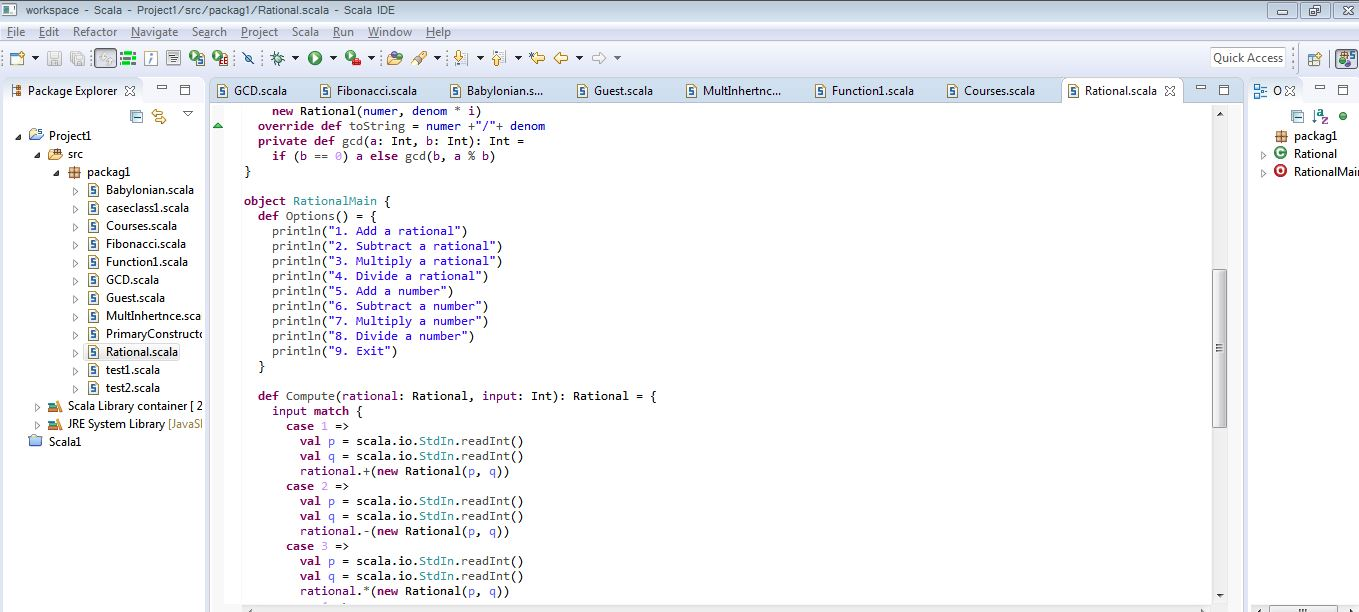 workspace - Scala - Project1/src/packag1/Rational.scala - Scala IDE
File Edit Refactor Navigate Search Project Scala Run Window Help
Quick Access
Package Explorer
GCD.scala Fibonacci.scala Babylonian.s... Guest.scala MultInhertnc... Function1.scala Courses.scala Rational.scala
O
Project1
src
packag1
Babylonian.scala
caseclass1.scala
Courses.scala
Fibonacci.scala
Function1.scala
GCD.scala
Guest.scala
MultInhertnce.sca
PrimaryConstructo
Rational.scala
test1.scala
test2.scala
Scala Library container [ 2
JRE System Library [JavaSI
Scala1
new Rational(numer, denom * i)
override def toString = numer +"/"+ denom
private def gcd(a: Int, b: Int): Int =
if (b == 0) a else gcd(b, a % b)
}
object RationalMain {
def Options() = {
println("1. Add a rational")
println("2. Subtract a rational")
println("3. Multiply a rational")
println("4. Divide a rational")
println("5. Add a number")
println("6. Subtract a number")
println("7. Multiply a number")
println("8. Divide a number")
println("9. Exit")
}
def Compute(rational: Rational, input: Int): Rational = {
input match {
case 1 =>
val p = scala.io.StdIn.readInt()
val q = scala.io.StdIn.readInt()
rational.+(new Rational(p, q))
case 2 =>
val p = scala.io.StdIn.readInt()
val q = scala.io.StdIn.readInt()
rational.-(new Rational(p, q))
case 3 =>
val p = scala.io.StdIn.readInt()
val q = scala.io.StdIn.readInt()
rational.*(new Rational(p, q))
packag1
Rational
RationalMai